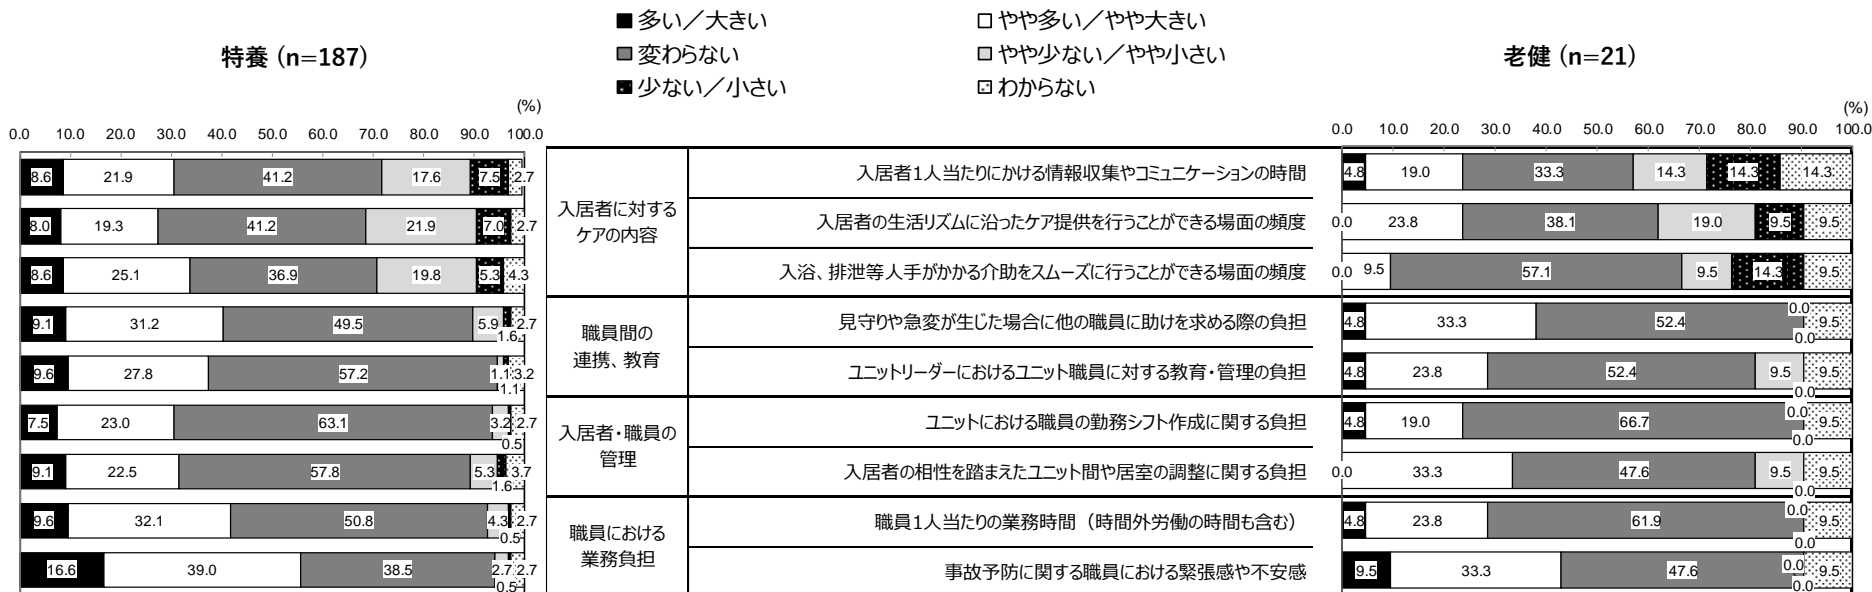 ■多い／大きい
□やや多い／やや大きい
■変わらない
□やや少ない／やや小さい
■少ない／小さい
□わからない
特養 (n=187)
老健 (n=21)
(%)
0.0 10.0 20.0 30.0 40.0 50.0 60.0 70.0 80.0 90.0 100.0
(%)
0.0 10.0 20.0 30.0 40.0 50.0 60.0 70.0 80.0 90.0 100.0
入居者に対する
ケアの内容
8.6 21.9 41.2 17.6 7.5 2.7
入居者1人当たりにかける情報収集やコミュニケーションの時間
4.8 19.0 33.3 14.3 14.3 14.3
8.0 19.3 41.2 21.9 7.0 2.7
入居者の生活リズムに沿ったケア提供を行うことができる場面の頻度
0.0 23.8 38.1 19.0 9.5 9.5
8.6 25.1 36.9 19.8 5.3 4.3
入浴、排泄等人手がかかる介助をスムーズに行うことができる場面の頻度
0.0 9.5 57.1 9.5 14.3 9.5
職員間の
連携、教育
9.1 31.2 49.5 5.9 1.6 2.7
見守りや急変が生じた場合に他の職員に助けを求める際の負担
4.8 33.3 52.4 0.0 0.0 9.5
9.6 27.8 57.2 1.1 1.1 3.2
ユニットリーダーにおけるユニット職員に対する教育・管理の負担
4.8 23.8 52.4 9.5 0.0 9.5
入居者・職員の
管理
7.5 23.0 63.1 3.2 0.5 2.7
ユニットにおける職員の勤務シフト作成に関する負担
4.8 19.0 66.7 0.0 0.0 9.5
9.1 22.5 57.8 5.3 1.6 3.7
入居者の相性を踏まえたユニット間や居室の調整に関する負担
0.0 33.3 47.6 9.5 0.0 9.5
職員における
業務負担
9.6 32.1 50.8 4.3 0.5 2.7
職員1人当たりの業務時間（時間外労働の時間も含む）
4.8 23.8 61.9 0.0 0.0 9.5
16.6 39.0 38.5 2.7 0.5 2.7
事故予防に関する職員における緊張感や不安感
9.5 33.3 47.6 0.0 0.0 9.5